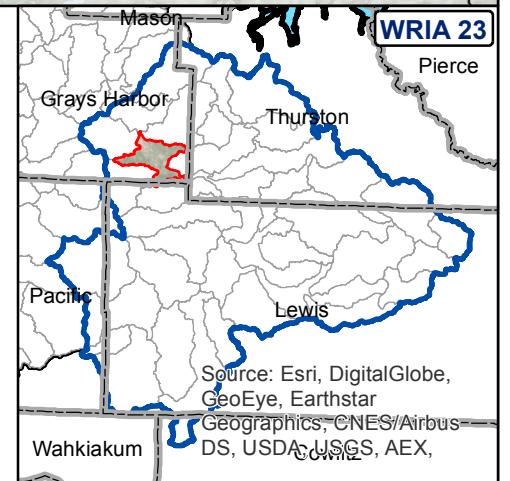 Mason
WRIA 23
Pierce
Grays Harbor
Thurston
Pacific
Lewis
Source: Esri, DigitalGlobe,
GeoEye, Earthstar
Geographics, CNES/Airbus
DS, USDA, USGS, AEX,
Wahkiakum
Cowlitz